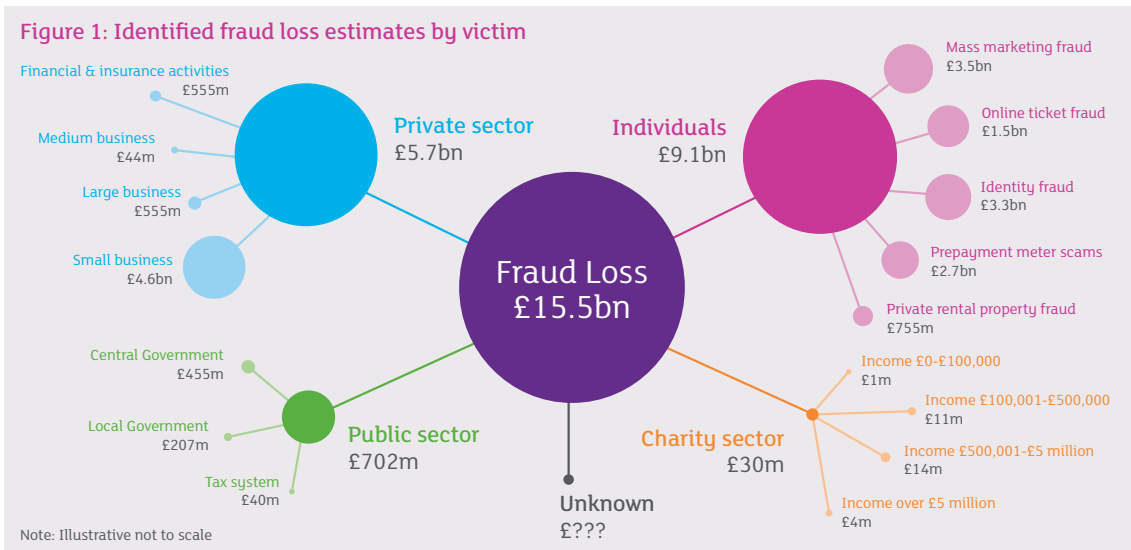 Figure 1: Identified fraud loss estimates by victim
Financial & insurance activities
£555m
Medium business
£44m
Large business
£555m
Small business
£4.6bn
Private sector
£5.7bn
Individuals
£9.1bn
Mass marketing fraud
£3.5bn
Online ticket fraud
£1.5bn
Identity fraud
£3.3bn
Prepayment meter scams
£2.7bn
Private rental property fraud
£755m
Fraud Loss
£15.5bn
Central Government
£455m
Local Government
£207m
Tax system
£40m
Public sector
£702m
Charity sector
£30m
Income £0-£100,000
£1m
Income £100,001-£500,000
£11m
Income £500,001-£5 million
£14m
Income over £5 million
£4m
Unknown
£???
Note: Illustrative not to scale